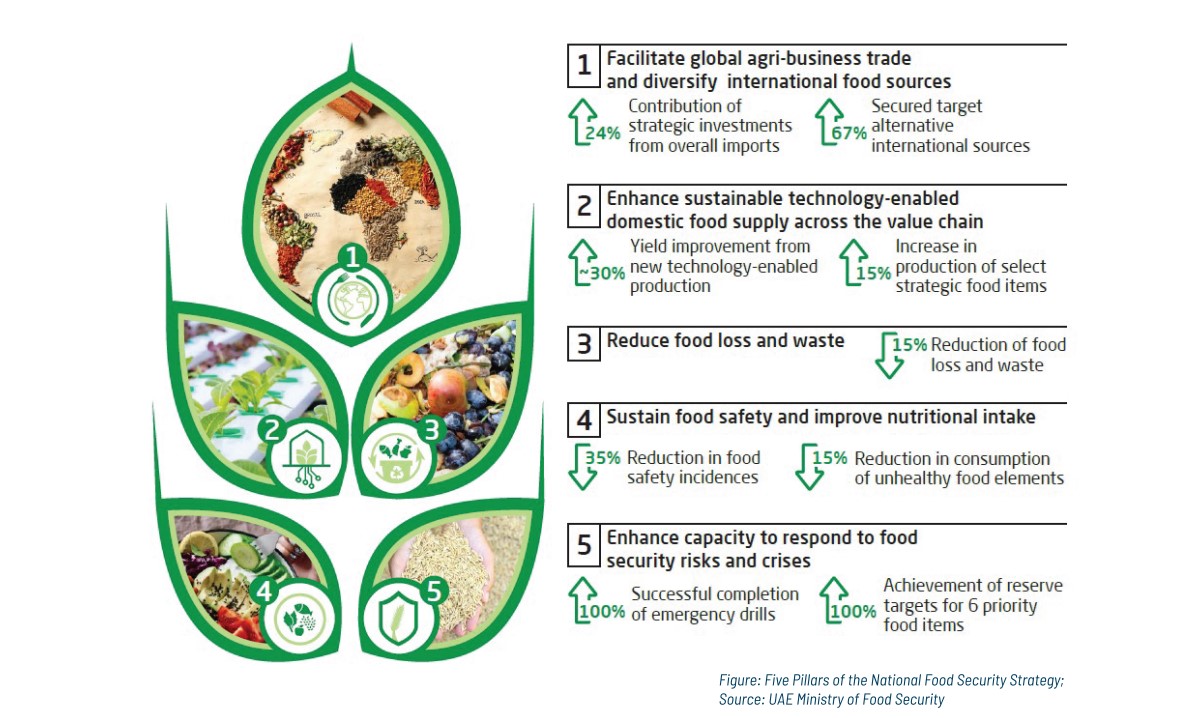 1
2
3
4
5
1
Facilitate global agri-business trade
and diversify international food sources
24%
Contribution of
strategic investments
from overall imports
67%
Secured target
alternative
international sources
2
Enhance sustainable technology-enabled
domestic food supply across the value chain
~30%
Yield improvement from
new technology-enabled
production
15%
Increase in
production of select
strategic food items
3
Reduce food loss and waste
15% Reduction of food
loss and waste
4
Sustain food safety and improve nutritional intake
35% Reduction in food
safety incidences
15% Reduction in consumption
of unhealthy food elements
5
Enhance capacity to respond to food
security risks and crises
100%
Successful completion
of emergency drills
100%
Achievement of reserve
targets for 6 priority
food items
Figure: Five Pillars of the National Food Security Strategy;
Source: UAE Ministry of Food Security